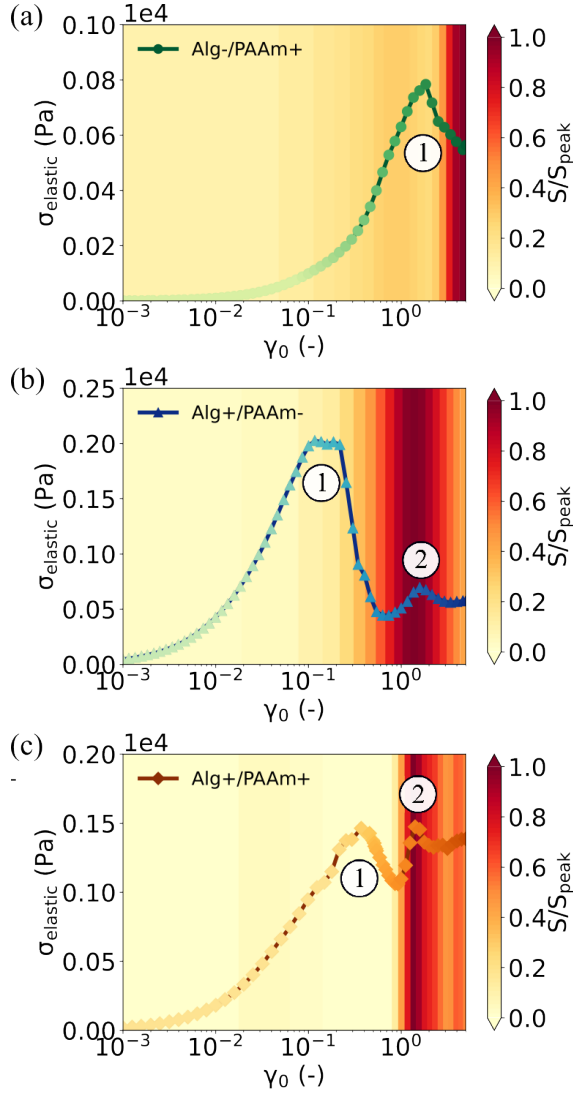 (a)
0.10 1e4
Alg-/PAAm+
0.08
0.06
0.04
0.02
0.00
σelastic (Pa)
1
10⁻³ 10⁻² 10⁻¹ 10⁰
γ₀ (-)
1.0
0.8
0.6
0.4
0.2
0.0
S/Speak
(b)
0.25 1e4
Alg+/PAAm-
0.20
0.15
0.10
0.05
0.00
σelastic (Pa)
1
2
10⁻³ 10⁻² 10⁻¹ 10⁰
γ₀ (-)
1.0
0.8
0.6
0.4
0.2
0.0
S/Speak
(c)
-
0.20 1e4
Alg+/PAAm+
0.15
0.10
0.05
0.00
σelastic (Pa)
2
1
10⁻³ 10⁻² 10⁻¹ 10⁰
γ₀ (-)
1.0
0.8
0.6
0.4
0.2
0.0
S/Speak